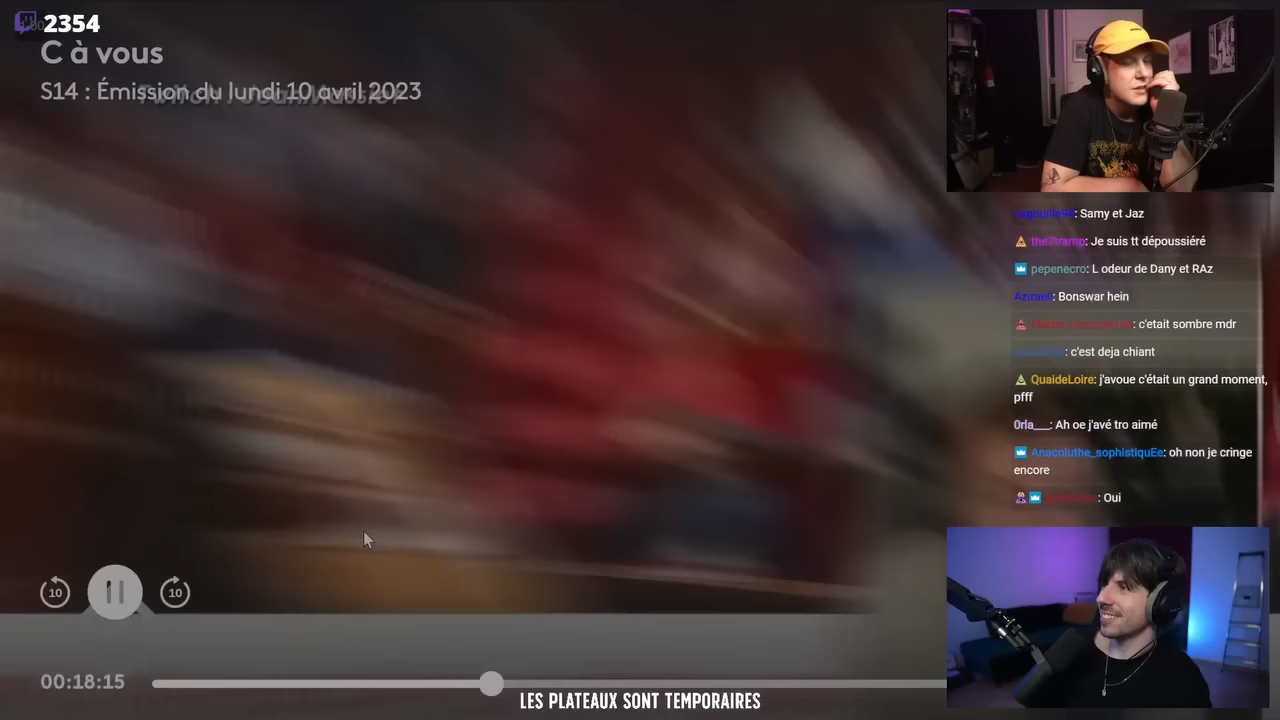 2354
C à vous
S14 : Émission du lundi 10 avril 2023
: Samy et Jaz
the7tramp: Je suis tt dépoussiéré
pepenecro: L odeur de Dany et RAz
: Bonswar hein
: c'etait sombre mdr
: c'est deja chiant
QuaideLoire: j'avoue c'était un grand moment,
pfff
0rla__: Ah oe j'avé tro aimé
Anacoluthe_sophistiquEe: oh non je cringe
encore
: Oui
10
10
00:18:15
LES PLATEAUX SONT TEMPORAIRES